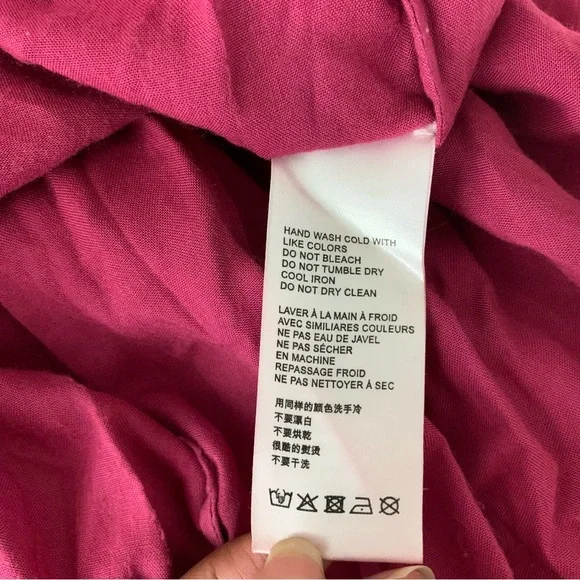 HAND WASH COLD WITH
LIKE COLORS
DO NOT BLEACH
DO NOT TUMBLE DRY
COOL IRON
DO NOT DRY CLEAN
LAVER À LA MAIN À FROID
AVEC SIMILIARES COULEURS
NE PAS EAU DE JAVEL
NE PAS SÉCHER
EN MACHINE
REPASSAGE FROID
NE PAS NETTOYER À SEC
用同样的颜色洗手冷
不要漂白
不要烘乾
很酷的熨烫
不要干洗